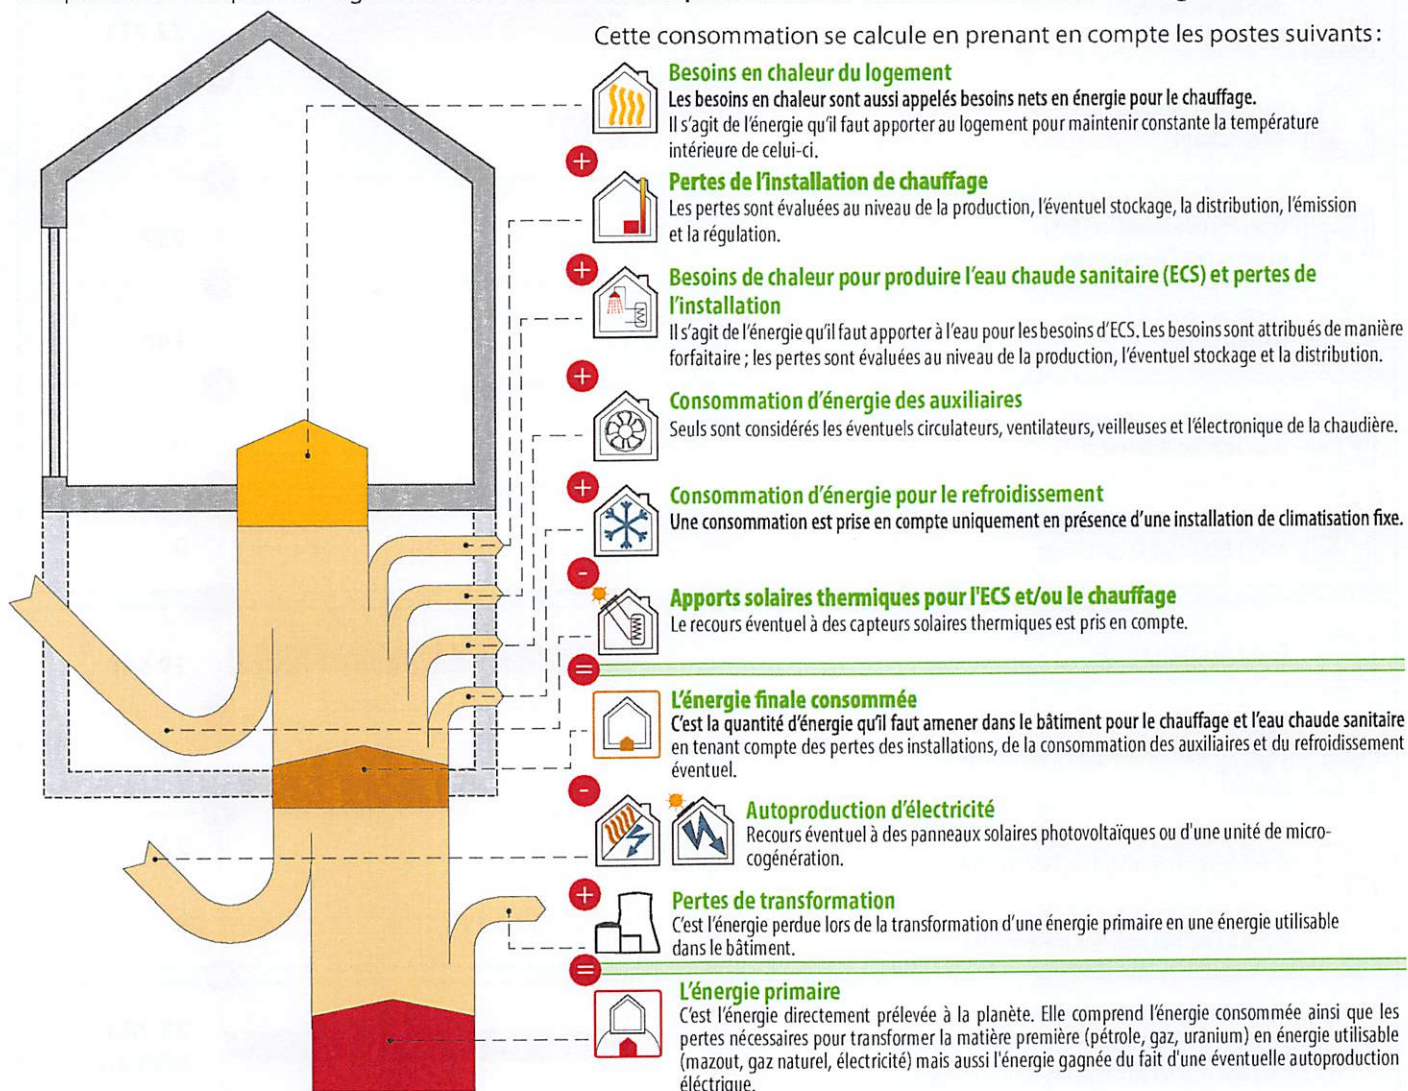 Cette consommation se calcule en prenant en compte les postes suivants :
Besoins en chaleur du logement
Les besoins en chaleur sont aussi appelés besoins nets en énergie pour le chauffage.
Il s'agit de l'énergie qu'il faut apporter au logement pour maintenir constante la température
intérieure de celui-ci.
+
Pertes de l'installation de chauffage
Les pertes sont évaluées au niveau de la production, l'éventuel stockage, la distribution, l'émission
et la régulation.
+
Besoins de chaleur pour produire l'eau chaude sanitaire (ECS) et pertes de
l'installation
Il s'agit de l'énergie qu'il faut apporter à l'eau pour les besoins d'ECS. Les besoins sont attribués de manière
forfaitaire ; les pertes sont évaluées au niveau de la production, l'éventuel stockage et la distribution.
+
Consommation d'énergie des auxiliaires
Seuls sont considérés les éventuels circulateurs, ventilateurs, veilleuses et l'électronique de la chaudière.
+
Consommation d'énergie pour le refroidissement
Une consommation est prise en compte uniquement en présence d'une installation de climatisation fixe.
-
Apports solaires thermiques pour l'ECS et/ou le chauffage
Le recours éventuel à des capteurs solaires thermiques est pris en compte.
=
L'énergie finale consommée
C'est la quantité d'énergie qu'il faut amener dans le bâtiment pour le chauffage et l'eau chaude sanitaire
en tenant compte des pertes des installations, de la consommation des auxiliaires et du refroidissement
éventuel.
-
Autoproduction d'électricité
Recours éventuel à des panneaux solaires photovoltaïques ou d'une unité de micro-
cogénération.
+
Pertes de transformation
C'est l'énergie perdue lors de la transformation d'une énergie primaire en une énergie utilisable
dans le bâtiment.
=
L'énergie primaire
C'est l'énergie directement prélevée à la planète. Elle comprend l'énergie consommée ainsi que les
pertes nécessaires pour transformer la matière première (pétrole, gaz, uranium) en énergie utilisable
(mazout, gaz naturel, électricité) mais aussi l'énergie gagnée du fait d'une éventuelle autoproduction
éléctrique.